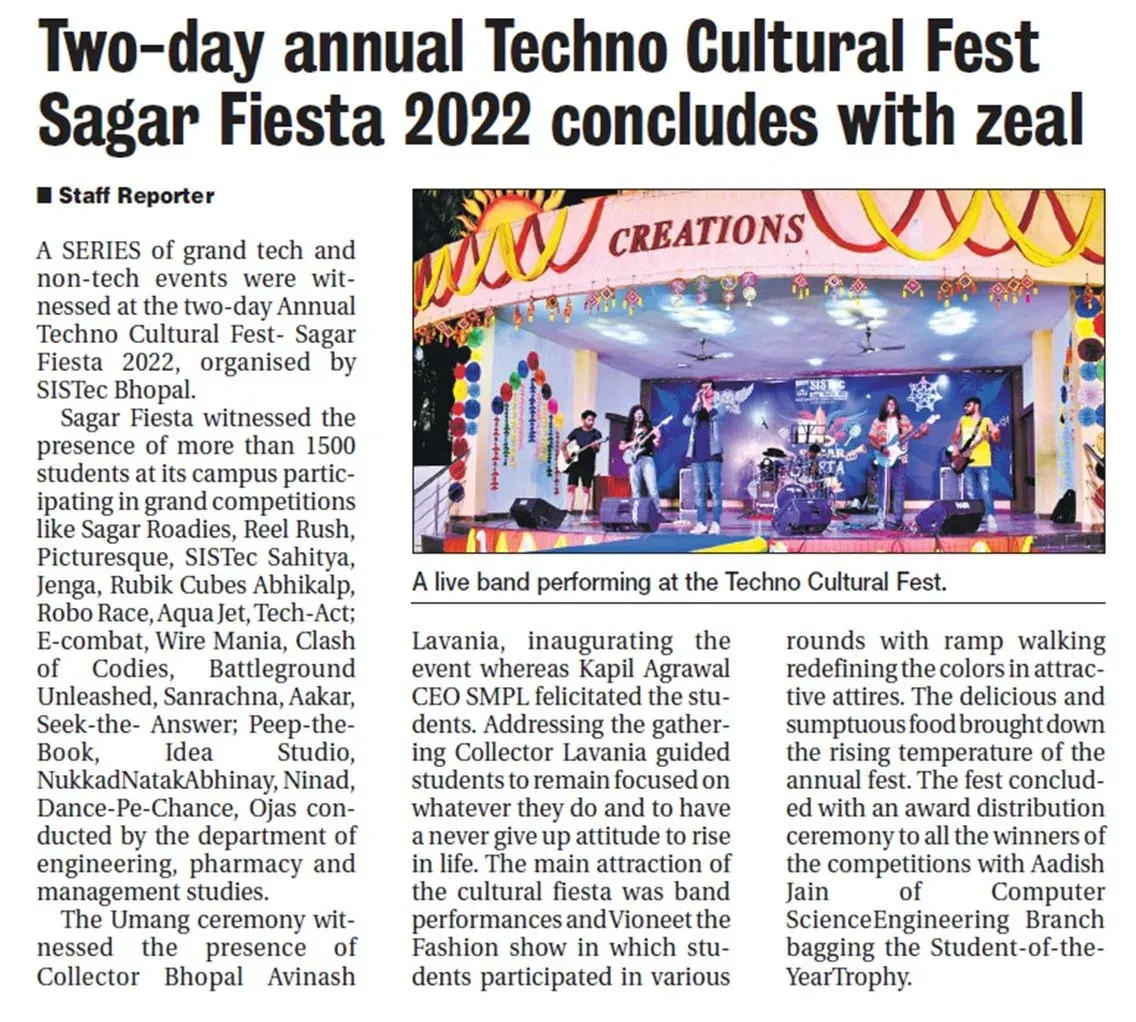 Two-day annual Techno Cultural Fest
Sagar Fiesta 2022 concludes with zeal
■ Staff Reporter
A SERIES of grand tech and
non-tech events were wit-
nessed at the two-day Annual
Techno Cultural Fest- Sagar
Fiesta 2022, organised by
SISTec Bhopal.
Sagar Fiesta witnessed the
presence of more than 1500
students at its campus partic-
ipating in grand competitions
like Sagar Roadies, Reel Rush,
Picturesque, SISTec Sahitya,
Jenga, Rubik Cubes Abhikalp,
Robo Race, Aqua Jet, Tech-Act;
E-combat, Wire Mania, Clash
of Codies, Battleground
Unleashed, Sanrachna, Aakar,
Seek-the- Answer; Peep-the-
Book, Idea Studio,
NukkadNatakAbhinay, Ninad,
Dance-Pe-Chance, Ojas con-
ducted by the department of
engineering, pharmacy and
management studies.
The Umang ceremony wit-
nessed the presence of
Collector Bhopal Avinash
CREATIONS
SISTEC
SAGAR
A live band performing at the Techno Cultural Fest.
Lavania, inaugurating the
event whereas Kapil Agrawal
CEO SMPL felicitated the stu-
dents. Addressing the gather-
ing Collector Lavania guided
students to remain focused on
whatever they do and to have
a never give up attitude to rise
in life. The main attraction of
the cultural fiesta was band
performances and Vioneet the
Fashion show in which stu-
dents participated in various
rounds with ramp walking
redefining the colors in attrac-
tive attires. The delicious and
sumptuous food brought down
the rising temperature of the
annual fest. The fest conclud-
ed with an award distribution
ceremony to all the winners of
the competitions with Aadish
Jain of Computer
ScienceEngineering Branch
bagging the Student-of-the-
YearTrophy.